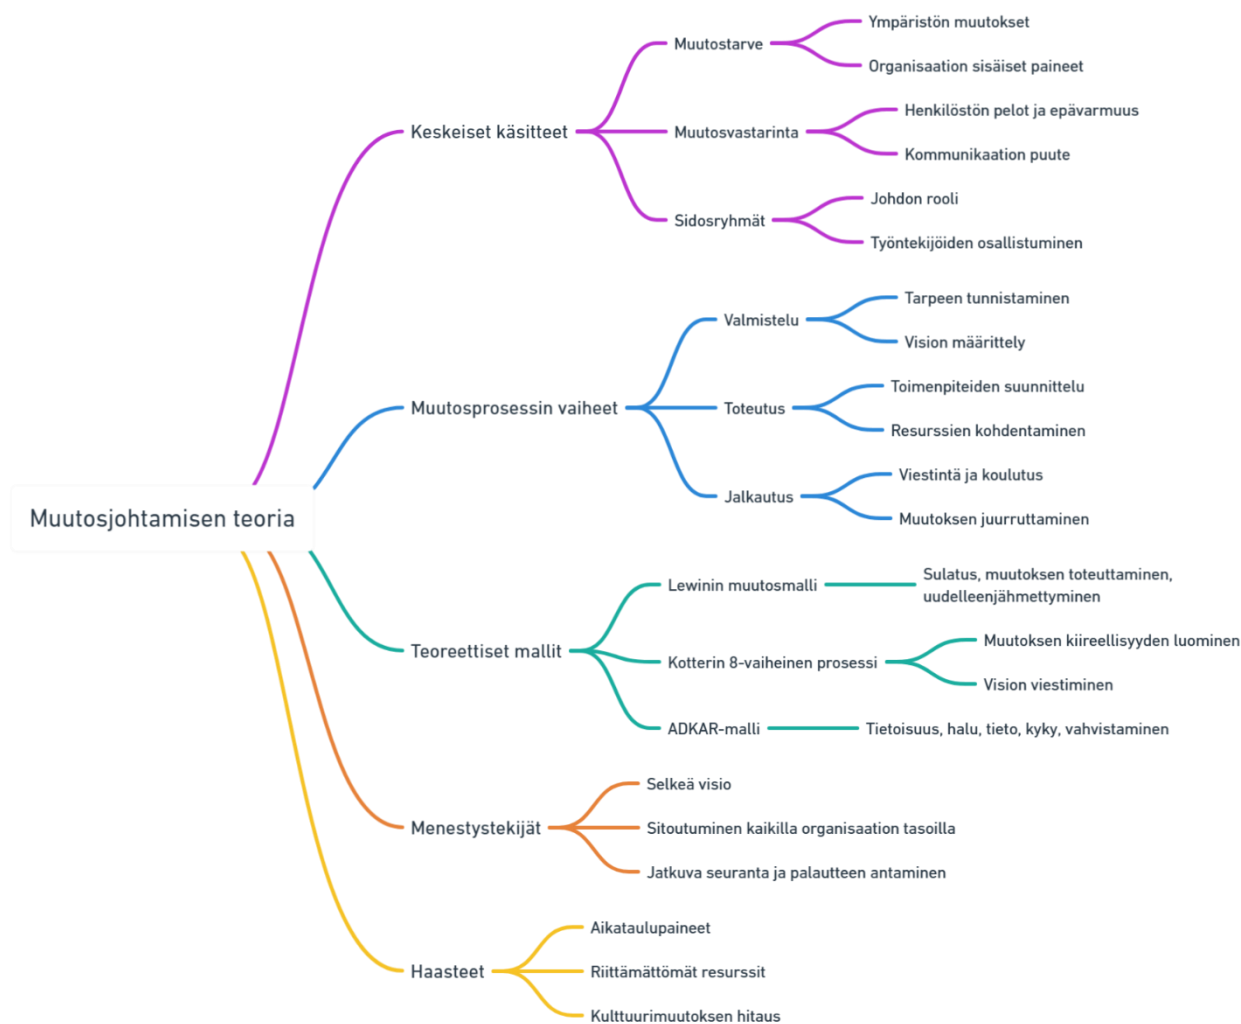 Muutosjohtamisen teoria
Keskeiset käsitteet
Muutostarve
Ympäristön muutokset
Organisaation sisäiset paineet
Muutosvastarinta
Henkilöstön pelot ja epävarmuus
Kommunikaation puute
Sidosryhmät
Johdon rooli
Työntekijöiden osallistuminen
Muutosprosessin vaiheet
Valmistelu
Tarpeen tunnistaminen
Vision määrittely
Toteutus
Toimenpiteiden suunnittelu
Resurssien kohdentaminen
Jalkautus
Viestintä ja koulutus
Muutoksen juurruttaminen
Teoreettiset mallit
Lewinin muutosmalli
Sulatus, muutoksen toteuttaminen,
uudelleenjähmettyminen
Kotterin 8-vaiheinen prosessi
Muutoksen kiireellisyyden luominen
Vision viestiminen
ADKAR-malli
Tietoisuus, halu, tieto, kyky, vahvistaminen
Menestystekijät
Selkeä visio
Sitoutuminen kaikilla organisaation tasoilla
Jatkuva seuranta ja palautteen antaminen
Haasteet
Aikataulupaineet
Riittämättömät resurssit
Kulttuurimuutoksen hitaus